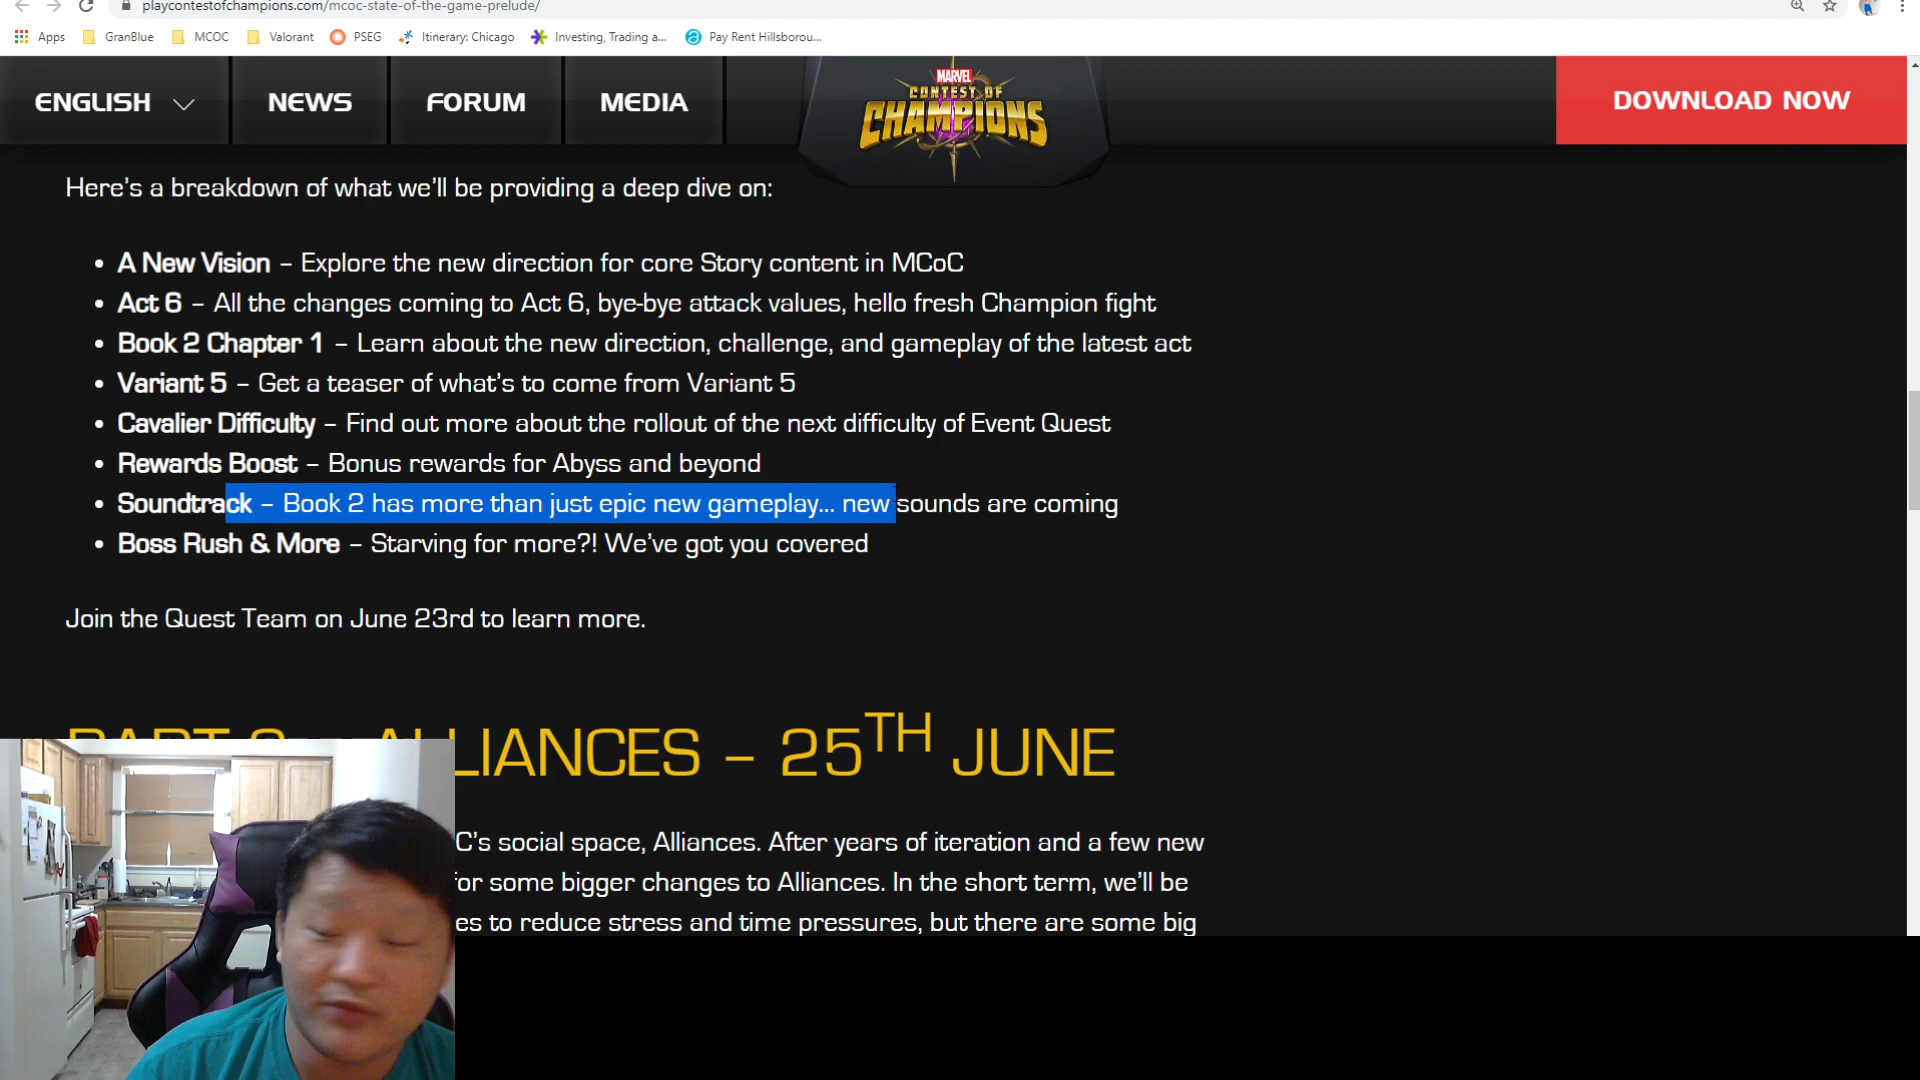 playcontestofchampions.com/mcoc-state-of-the-game-prelude/
Apps GranBlue MCOC Valorant PSEG Itinerary: Chicago Investing, Trading a... Pay Rent Hillsborou...
ENGLISH NEWS FORUM MEDIA MARVEL CONTEST OF CHAMPIONS DOWNLOAD NOW
Here's a breakdown of what we'll be providing a deep dive on:
• A New Vision – Explore the new direction for core Story content in MCoC
• Act 6 – All the changes coming to Act 6, bye-bye attack values, hello fresh Champion fight
• Book 2 Chapter 1 – Learn about the new direction, challenge, and gameplay of the latest act
• Variant 5 – Get a teaser of what's to come from Variant 5
• Cavalier Difficulty – Find out more about the rollout of the next difficulty of Event Quest
• Rewards Boost – Bonus rewards for Abyss and beyond
• Soundtrack – Book 2 has more than just epic new gameplay... new sounds are coming
• Boss Rush & More – Starving for more?! We've got you covered
Join the Quest Team on June 23rd to learn more.
LLIANCES – 25TH JUNE
C's social space, Alliances. After years of iteration and a few new
for some bigger changes to Alliances. In the short term, we'll be
es to reduce stress and time pressures, but there are some big